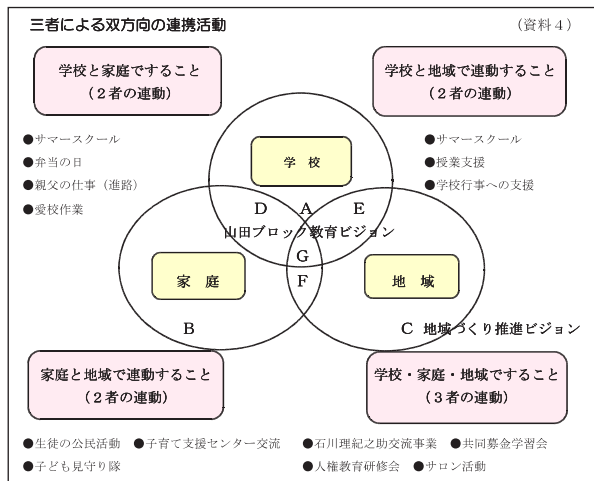 三者による双方向の連携活動
（資料４）
学校と家庭ですること
（２者の連動）
学校と地域で連動すること
（２者の連動）
●サマースクール
●弁当の日
●親父の仕事（進路）
●愛校作業
●サマースクール
●授業支援
●学校行事への支援
学　校
D
A
E
山田ブロック教育ビジョン
G
F
家　庭
地　域
B
C 地域づくり推進ビジョン
家庭と地域で連動すること
（２者の連動）
学校・家庭・地域ですること
（３者の連動）
●生徒の公民活動　●子育て支援センター交流
●子ども見守り隊
●石川理紀之助交流事業　●共同募金学習会
●人権教育研修会　●サロン活動